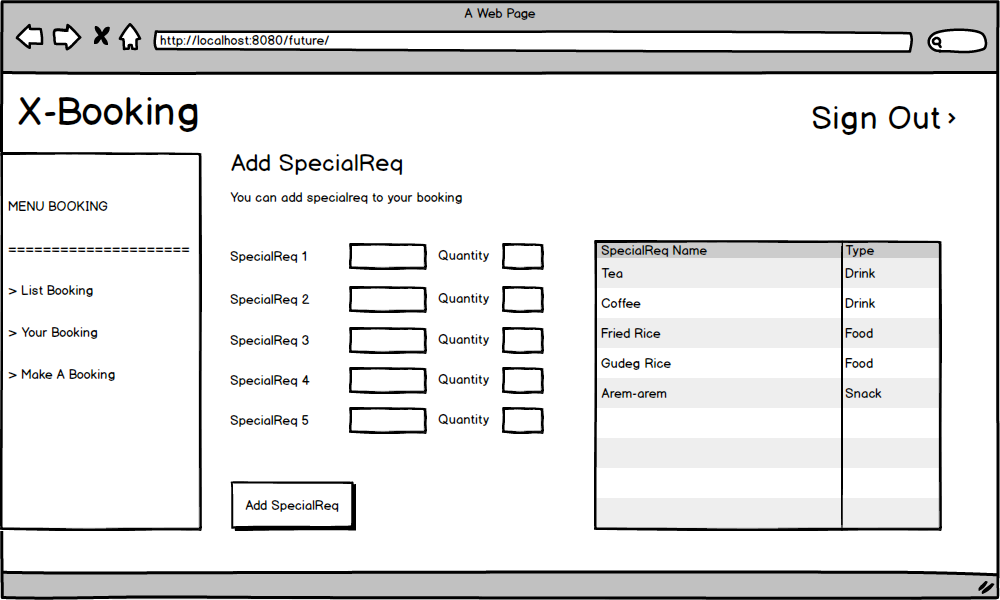 A Web Page
http://localhost:8080/future/
X-Booking
Sign Out
MENU BOOKING
=====================
> List Booking
> Your Booking
> Make A Booking
Add SpecialReq
You can add specialreq to your booking
SpecialReq 1 Quantity
SpecialReq 2 Quantity
SpecialReq 3 Quantity
SpecialReq 4 Quantity
SpecialReq 5 Quantity
Add SpecialReq
SpecialReq Name Type
Tea Drink
Coffee Drink
Fried Rice Food
Gudeg Rice Food
Arem-arem Snack